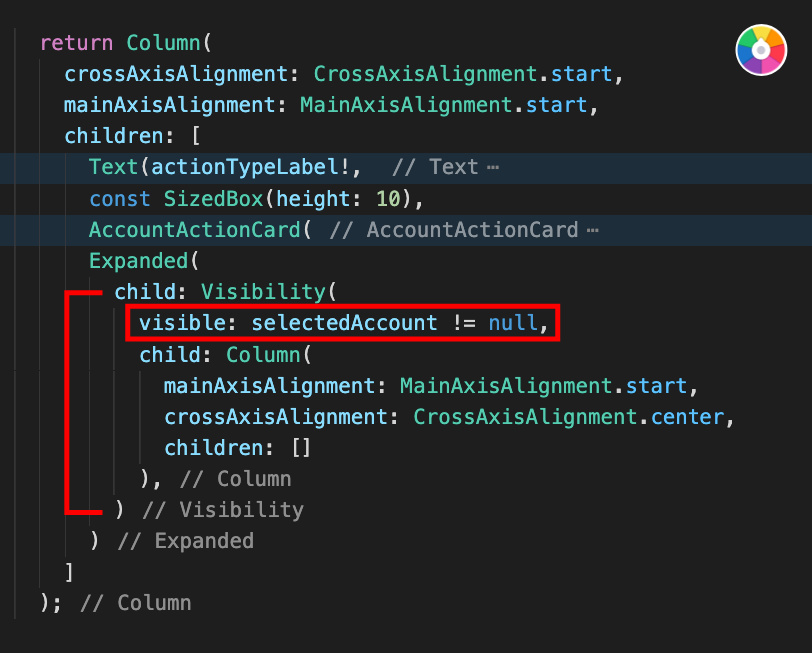 return Column(
crossAxisAlignment: CrossAxisAlignment.start,
mainAxisAlignment: MainAxisAlignment.start,
children: [
Text(actionTypeLabel!, // Text ⋯
const SizedBox(height: 10),
AccountActionCard( // AccountActionCard ⋯
Expanded(
child: Visibility(
visible: selectedAccount != null,
child: Column(
mainAxisAlignment: MainAxisAlignment.start,
crossAxisAlignment: CrossAxisAlignment.center,
children: []
), // Column
) // Visibility
) // Expanded
]
); // Column